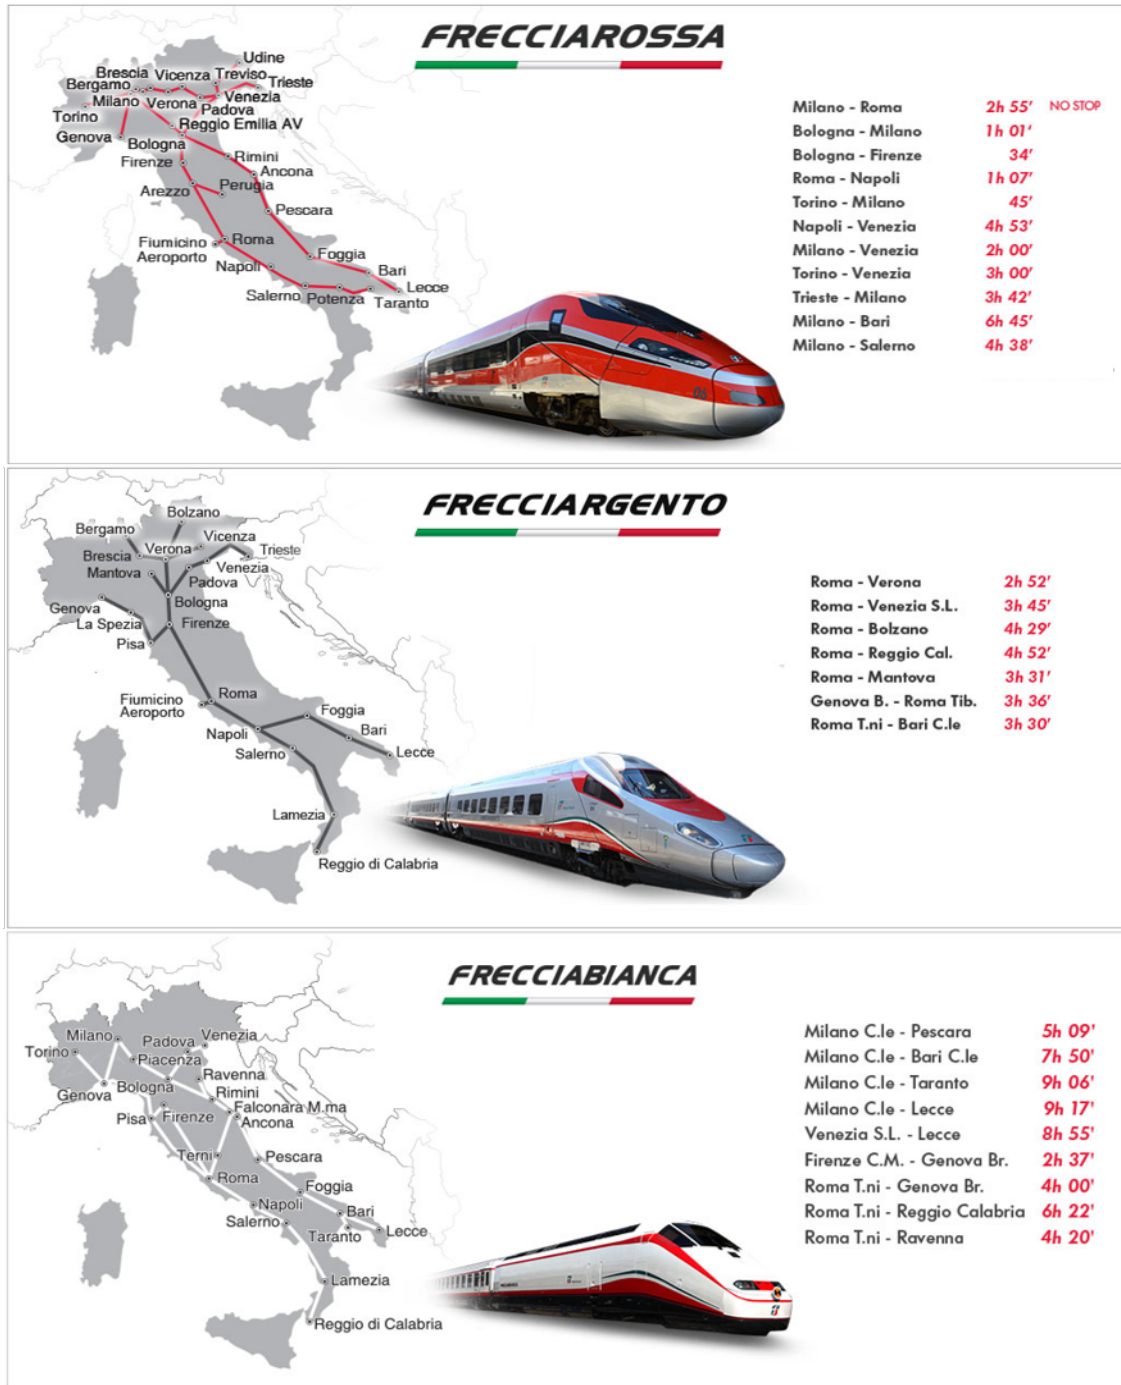 FRECCIAROSSA
Udine
Brescia Vicenza Treviso
Bergamo Trieste
Milano Verona Venezia
Torino Padova
Reggio Emilia AV
Genova Bologna
Firenze Rimini
Ancona
Arezzo Perugia
Pescara
Fiumicino Aeroporto Roma
Foggia
Napoli Bari
Salerno Potenza Lecce
Taranto
Milano - Roma 2h 55' NO STOP
Bologna - Milano 1h 01'
Bologna - Firenze 34'
Roma - Napoli 1h 07'
Torino - Milano 45'
Napoli - Venezia 4h 53'
Milano - Venezia 2h 00'
Torino - Venezia 3h 00'
Trieste - Milano 3h 42'
Milano - Bari 6h 45'
Milano - Salerno 4h 38'
FRECCIARGENTO
Bolzano
Bergamo Vicenza
Brescia Verona Trieste
Mantova Padova Venezia
Genova Bologna
La Spezia Firenze
Pisa
Fiumicino Aeroporto Roma
Foggia
Napoli Bari
Salerno Lecce
Lamezia
Reggio di Calabria
Roma - Verona 2h 52'
Roma - Venezia S.L. 3h 45'
Roma - Bolzano 4h 29'
Roma - Reggio Cal. 4h 52'
Roma - Mantova 3h 31'
Genova B. - Roma Tib. 3h 36'
Roma T.ni - Bari C.le 3h 30'
FRECCIABIANCA
Milano Padova Venezia
Torino Piacenza
Genova Bologna Ravenna
Rimini
Pisa Firenze Falconara M.ma
Ancona
Terni Pescara
Roma
Foggia
Napoli Bari
Salerno Taranto Lecce
Lamezia
Reggio di Calabria
Milano C.le - Pescara 5h 09'
Milano C.le - Bari C.le 7h 50'
Milano C.le - Taranto 9h 06'
Milano C.le - Lecce 9h 17'
Venezia S.L. - Lecce 8h 55'
Firenze C.M. - Genova Br. 2h 37'
Roma T.ni - Genova Br. 4h 00'
Roma T.ni - Reggio Calabria 6h 22'
Roma T.ni - Ravenna 4h 20'